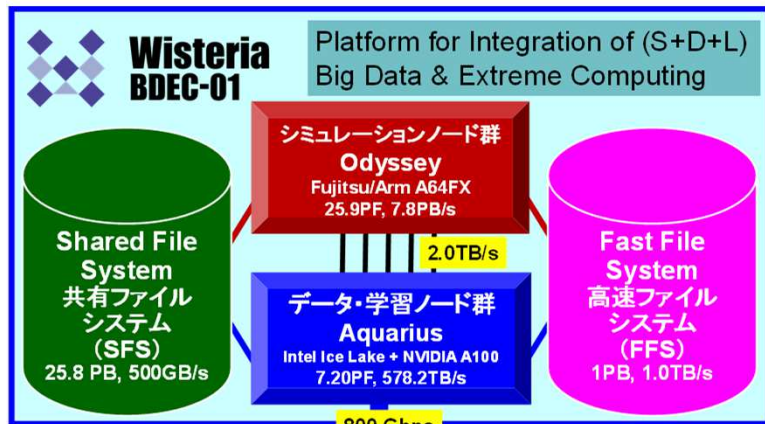 Wisteria
BDEC-01
Platform for Integration of (S+D+L)
Big Data & Extreme Computing
シミュレーションノード群
Odyssey
Fujitsu/Arm A64FX
25.9PF, 7.8PB/s
2.0TB/s
Shared File
System
共有ファイル
システム
(SFS)
25.8 PB, 500GB/s
データ・学習ノード群
Aquarius
Intel Ice Lake + NVIDIA A100
7.20PF, 578.2TB/s
Fast File
System
高速ファイル
システム
(FFS)
1PB, 1.0TB/s
800 Gbps